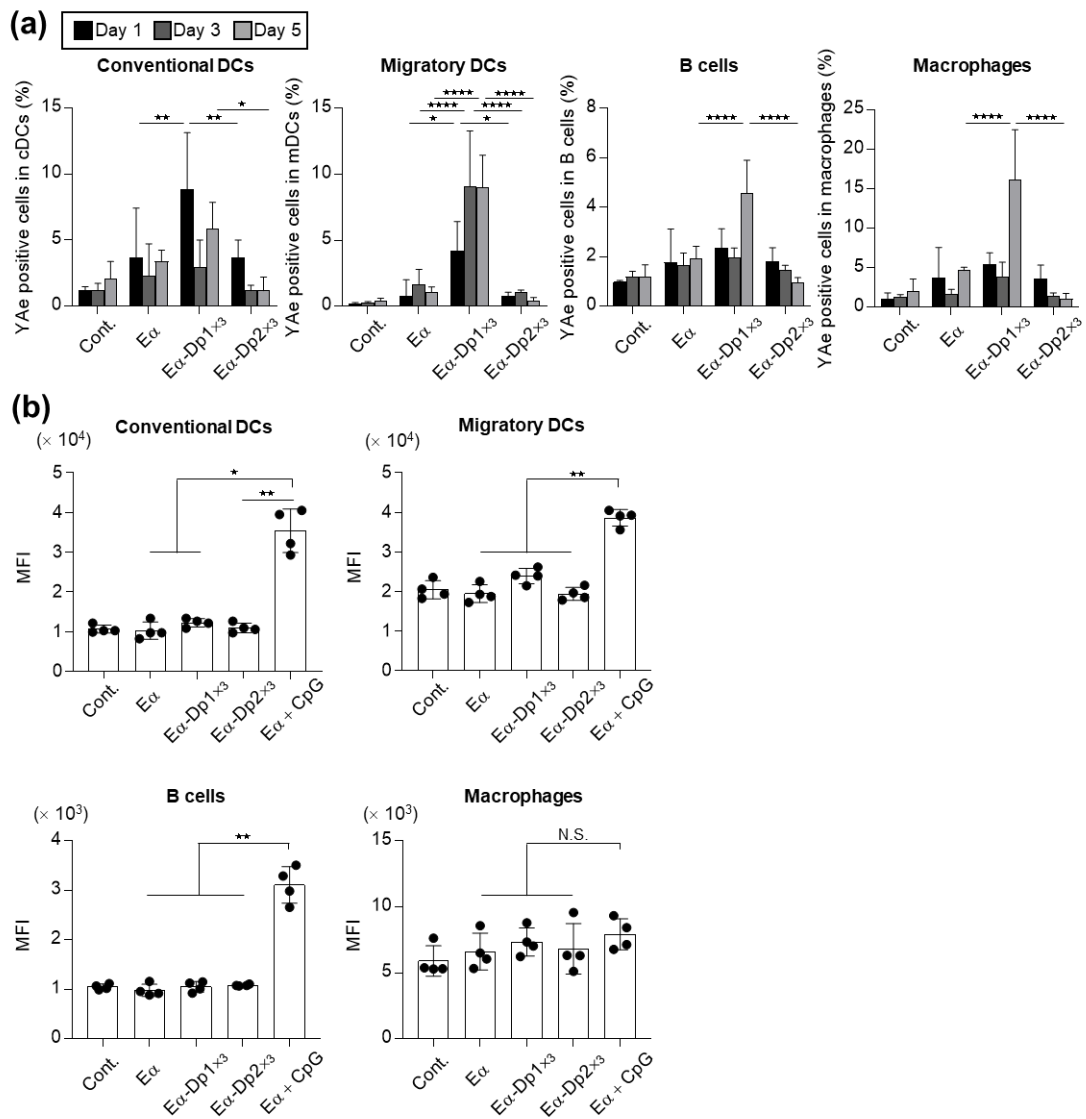 (a)
Day 1 Day 3 Day 5
Conventional DCs
YAe positive cells in cDCs (%)
15
10
5
0
★★
★★
★
Cont.
Eα
Eα-Dp1×3
Eα-Dp2×3
Migratory DCs
YAe positive cells in mDCs (%)
15
10
5
0
★★★★ ★★★★
★★★★ ★★★★
★ ★
Cont.
Eα
Eα-Dp1×3
Eα-Dp2×3
B cells
YAe positive cells in B cells (%)
8
6
4
2
0
★★★★ ★★★★
Cont.
Eα
Eα-Dp1×3
Eα-Dp2×3
Macrophages
YAe positive cells in macrophages (%)
25
20
15
10
5
0
★★★★ ★★★★
Cont.
Eα
Eα-Dp1×3
Eα-Dp2×3
(b)
Conventional DCs
(× 10⁴)
MFI
5
4
3
2
1
0
★
★★
Cont.
Eα
Eα-Dp1×3
Eα-Dp2×3
Eα + CpG
Migratory DCs
(× 10⁴)
MFI
5
4
3
2
1
0
★★
Cont.
Eα
Eα-Dp1×3
Eα-Dp2×3
Eα + CpG
B cells
(× 10³)
MFI
4
3
2
1
0
★★
Cont.
Eα
Eα-Dp1×3
Eα-Dp2×3
Eα + CpG
Macrophages
(× 10³)
MFI
15
10
5
0
N.S.
Cont.
Eα
Eα-Dp1×3
Eα-Dp2×3
Eα + CpG